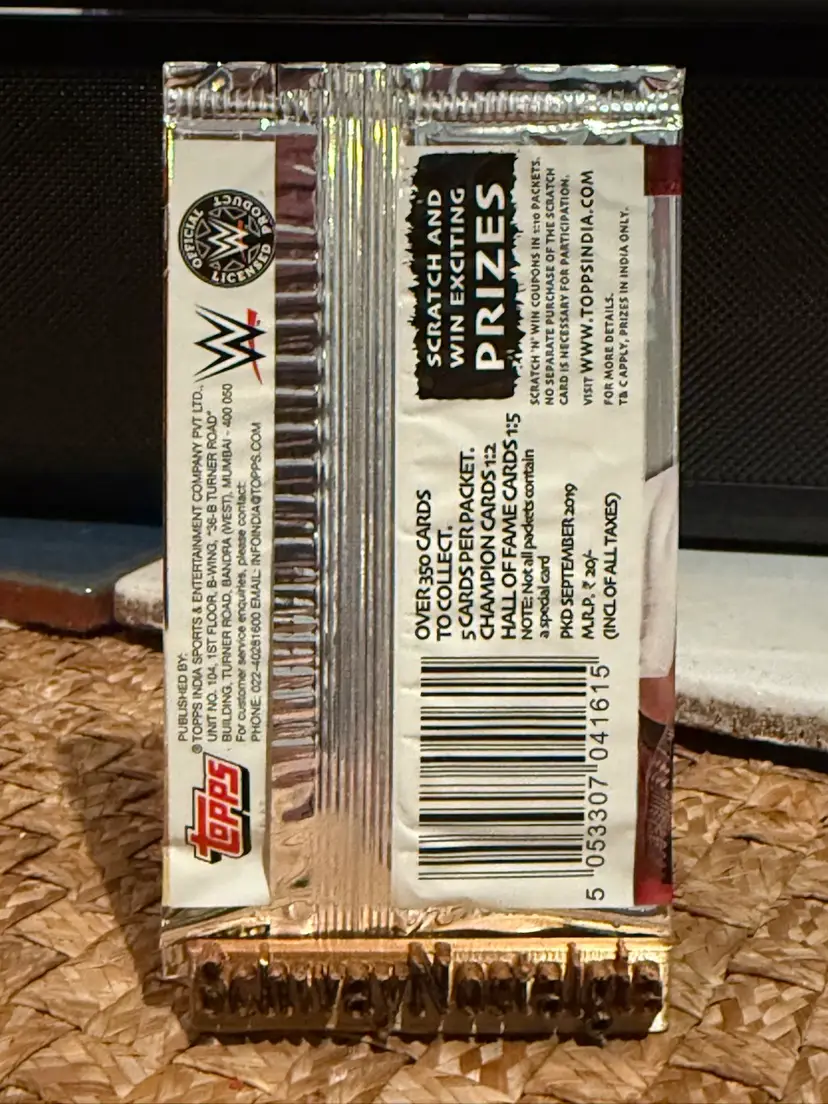 OFFICIAL LICENSED PRODUCT
W
PUBLISHED BY:
® TOPPS INDIA SPORTS & ENTERTAINMENT COMPANY PVT LTD.,
UNIT NO. 104, 1ST FLOOR, B-WING, "36-B TURNER ROAD"
BUILDING, TURNER ROAD, BANDRA (WEST), MUMBAI - 400 050
For customer service enquiries, please contact:
PHONE: 022-40281600 EMAIL: INFOINDIA@TOPPS.COM
topps
SCRATCH AND
WIN EXCITING
PRIZES
SCRATCH 'N' WIN COUPONS IN 1:10 PACKETS.
NO SEPARATE PURCHASE OF THE SCRATCH
CARD IS NECESSARY FOR PARTICIPATION.
VISIT WWW.TOPPSINDIA.COM
FOR MORE DETAILS.
T& C APPLY, PRIZES IN INDIA ONLY.
OVER 350 CARDS
TO COLLECT.
5 CARDS PER PACKET.
CHAMPION CARDS 1:2
HALL OF FAME CARDS 1:5
NOTE: Not all packets contain
a special card
PKD SEPTEMBER 2019
M.R.P. ₹ 20/-
(INCL OF ALL TAXES)
5 053307 041615